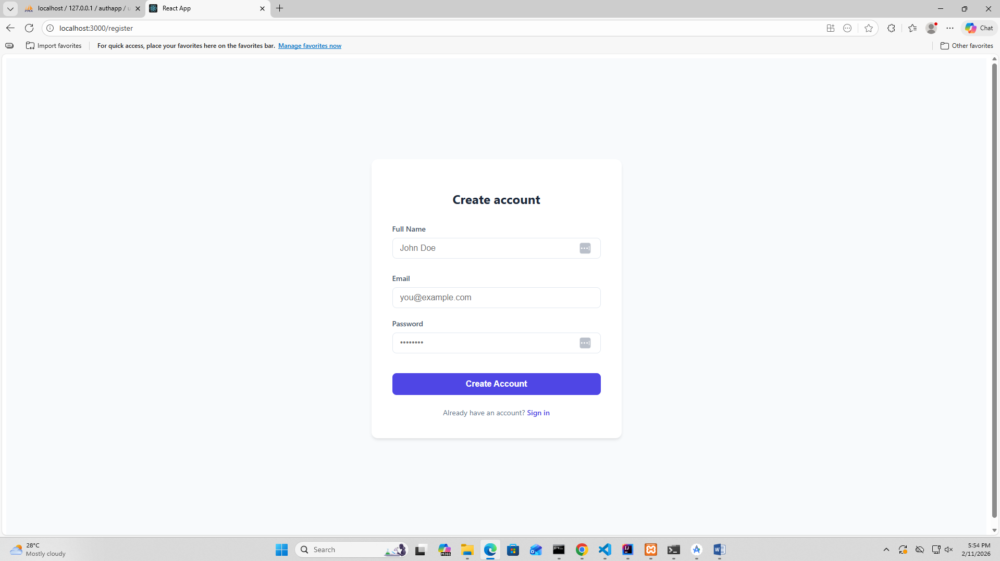 localhost / 127.0.0.1 / authapp / u
React App
localhost:3000/register
Chat
Import favorites
For quick access, place your favorites here on the favorites bar. Manage favorites now
Other favorites
Create account
Full Name
John Doe
Email
you@example.com
Password
••••••••
Create Account
Already have an account? Sign in
28°C
Mostly cloudy
Search
5:54 PM
2/11/2026